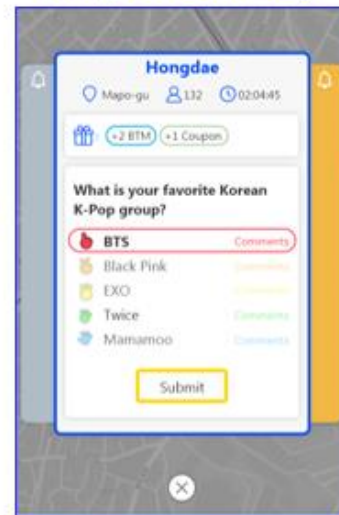 Hongdae
Mapo-gu 132 02:04:45
+2 BTM +1 Coupon
What is your favorite Korean
K-Pop group?
BTS Comments
Black Pink Comments
EXO Comments
Twice Comments
Mamamoo Comments
Submit